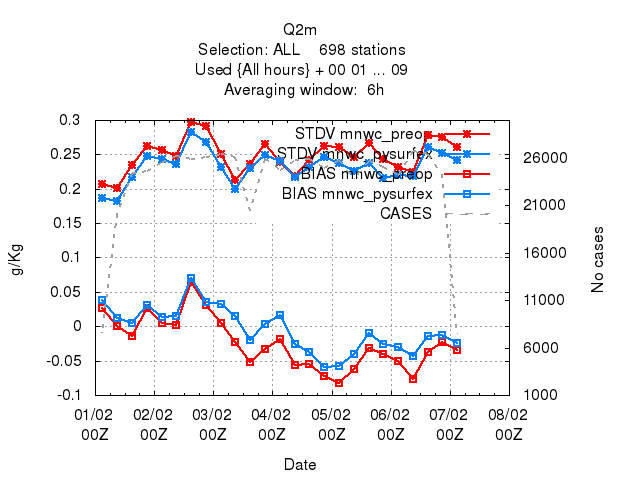 Q2m
Selection: ALL    698 stations
Used {All hours} + 00 01 ... 09
Averaging window:  6h
0.3
0.25
0.2
0.15
0.1
0.05
0
-0.05
-0.1
g/Kg
STDV mnwc_preop
STDV mnwc_pysurfex
BIAS mnwc_preop
BIAS mnwc_pysurfex
CASES
26000
21000
16000
11000
6000
1000
No cases
01/02 02/02 03/02 04/02 05/02 06/02 07/02 08/02
00Z 00Z 00Z 00Z 00Z 00Z 00Z 00Z
Date